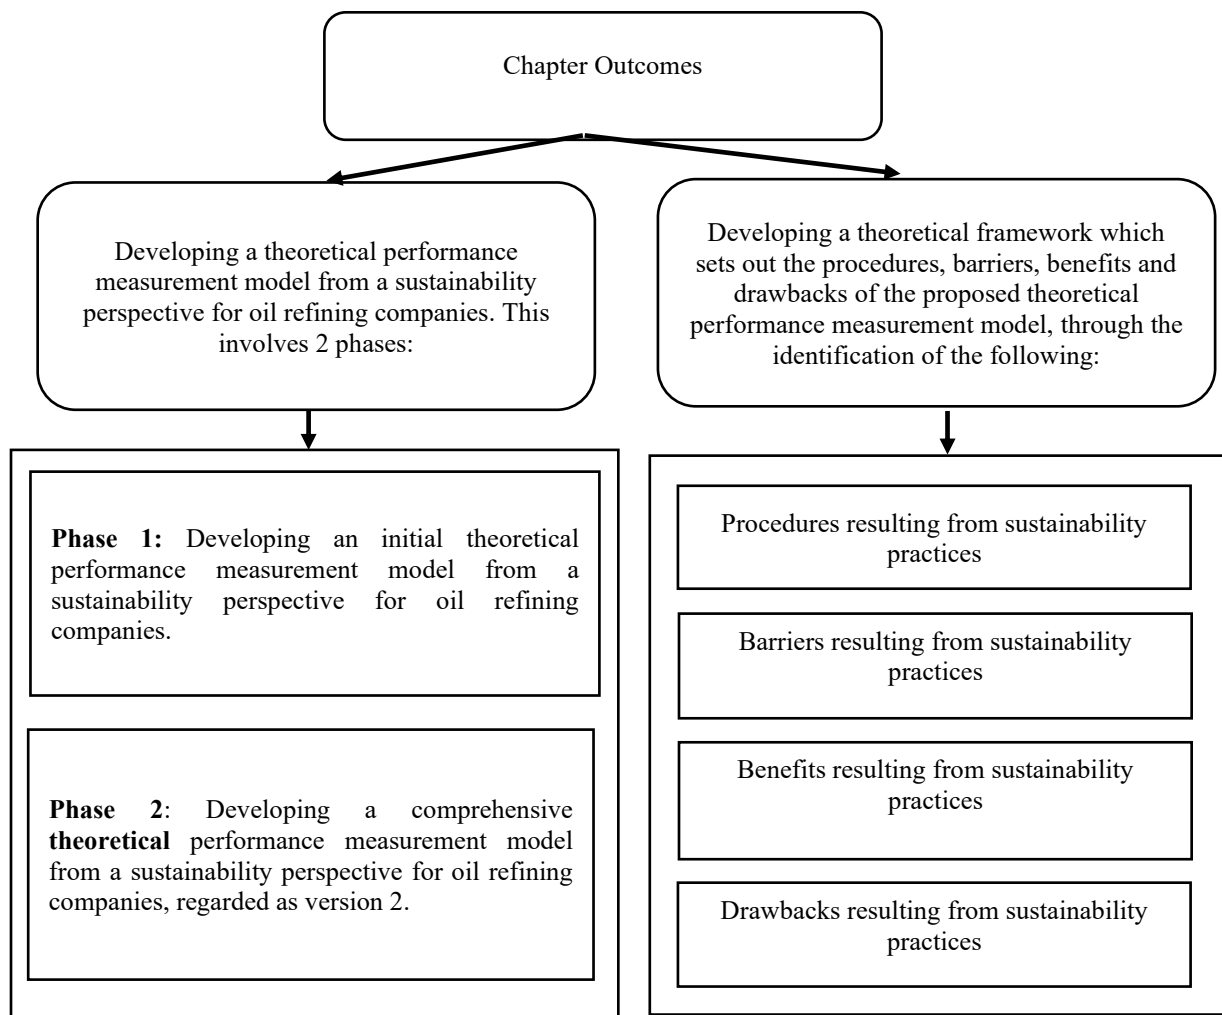 Chapter Outcomes
Developing a theoretical performance
measurement model from a sustainability
perspective for oil refining companies. This
involves 2 phases:
Developing a theoretical framework which
sets out the procedures, barriers, benefits and
drawbacks of the proposed theoretical
performance measurement model, through the
identification of the following:
Phase 1: Developing an initial theoretical
performance measurement model from a
sustainability perspective for oil refining
companies.
Phase 2: Developing a comprehensive
theoretical performance measurement model
from a sustainability perspective for oil refining
companies, regarded as version 2.
Procedures resulting from sustainability
practices
Barriers resulting from sustainability
practices
Benefits resulting from sustainability
practices
Drawbacks resulting from sustainability
practices